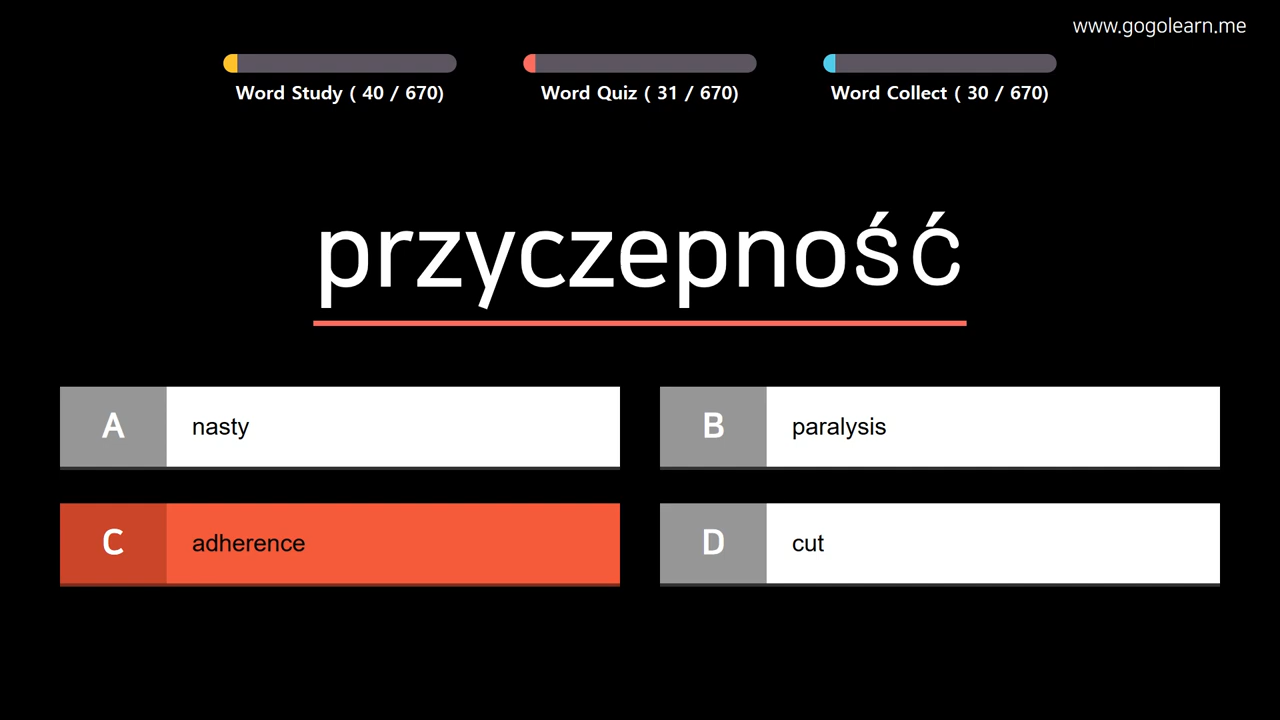 www.gogolearn.me
Word Study ( 40 / 670)
Word Quiz ( 31 / 670)
Word Collect ( 30 / 670)
przyczepność
A nasty
B paralysis
C adherence
D cut